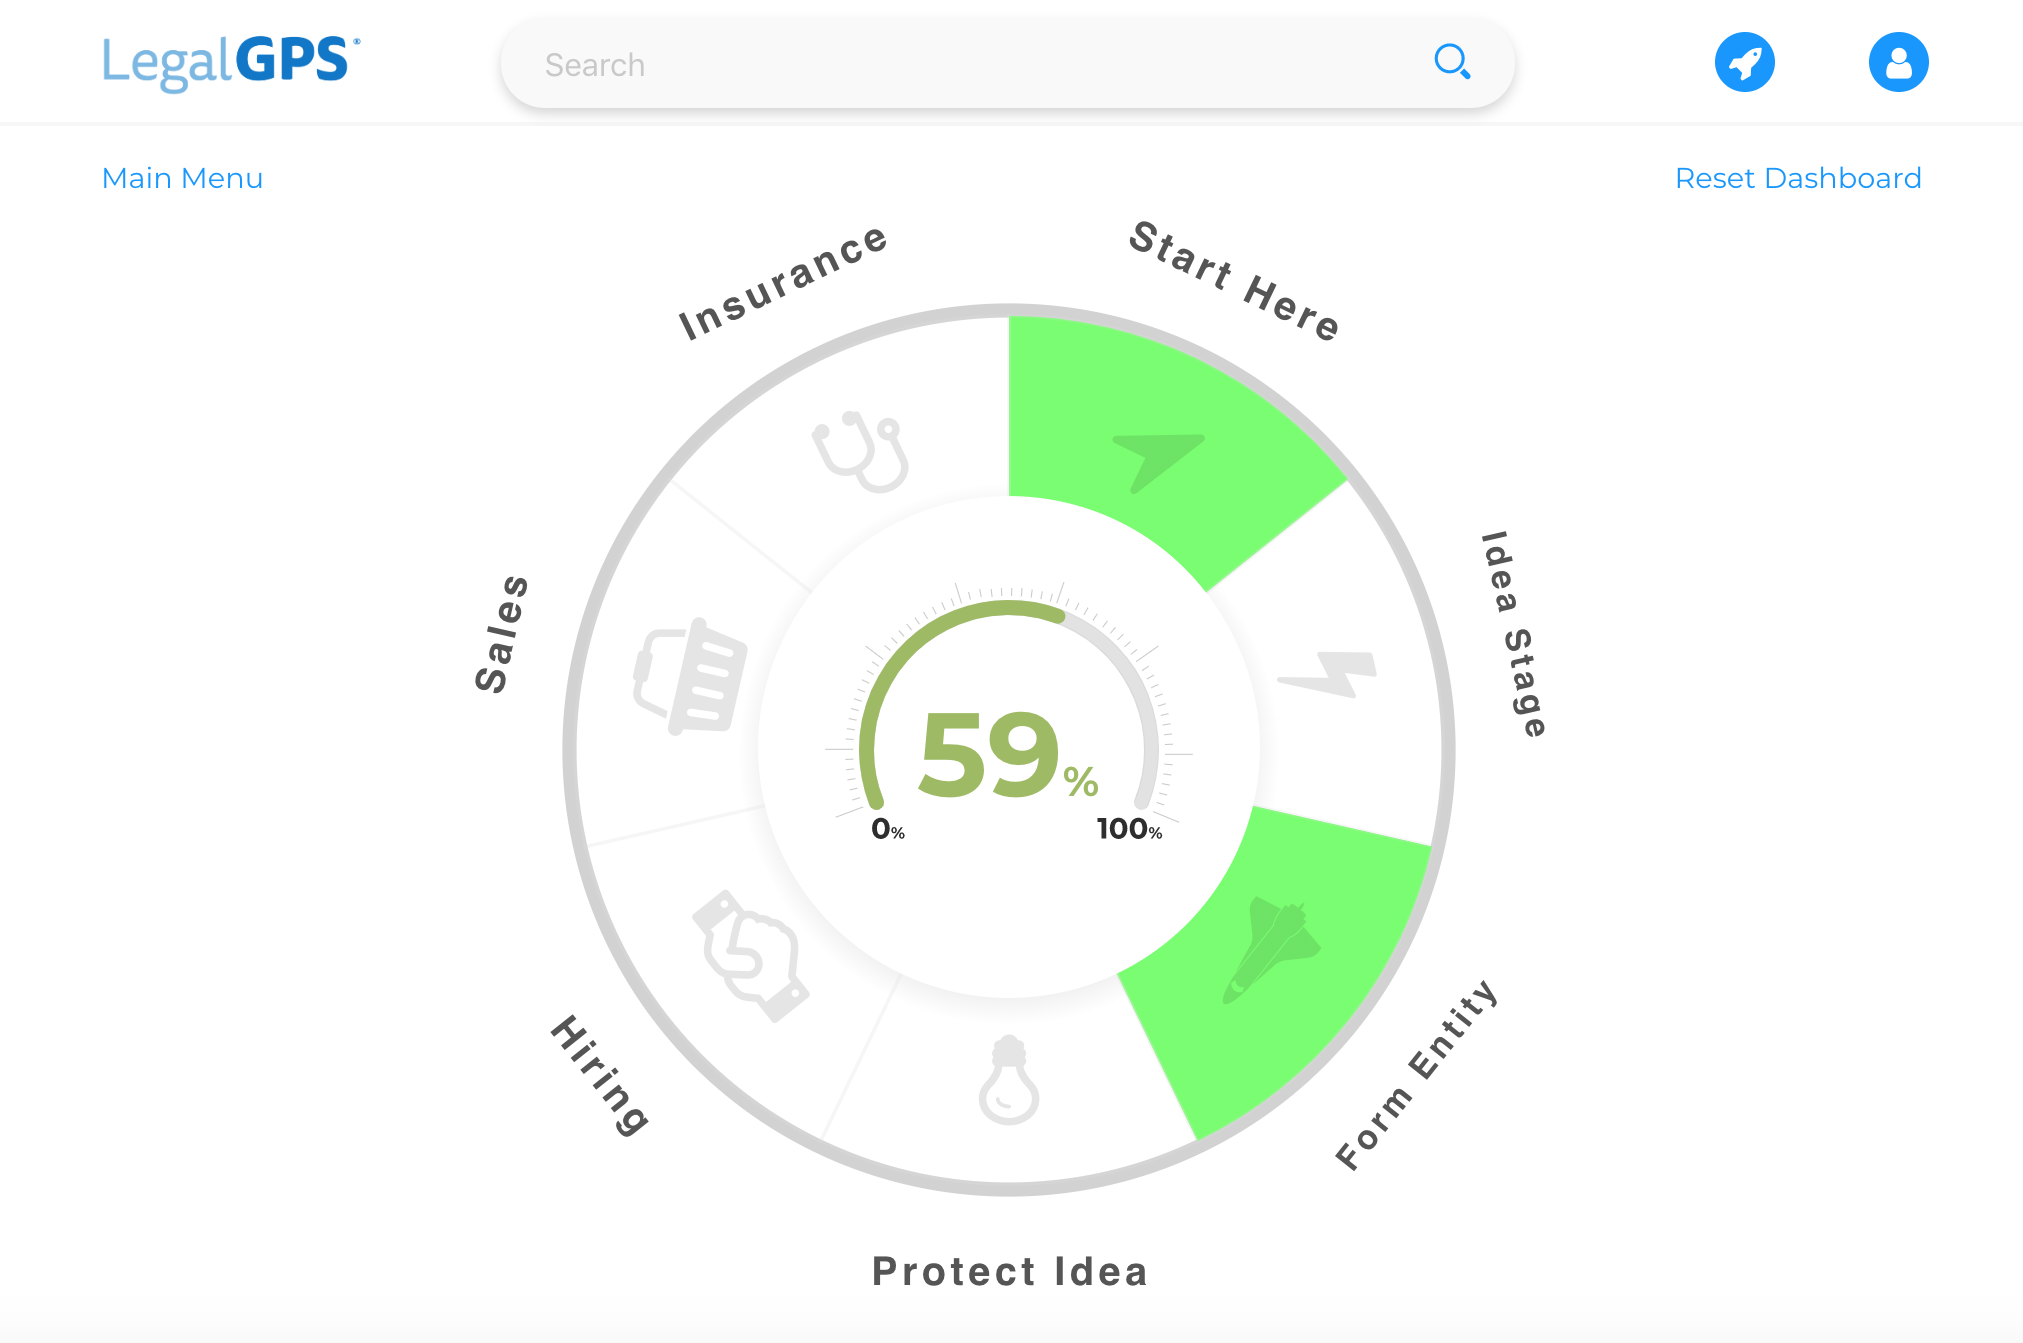 LegalGPS®
Search
Main Menu
Reset Dashboard
Insurance
Start Here
Sales
Idea Stage
59%
0%
100%
Hiring
Form Entity
Protect Idea